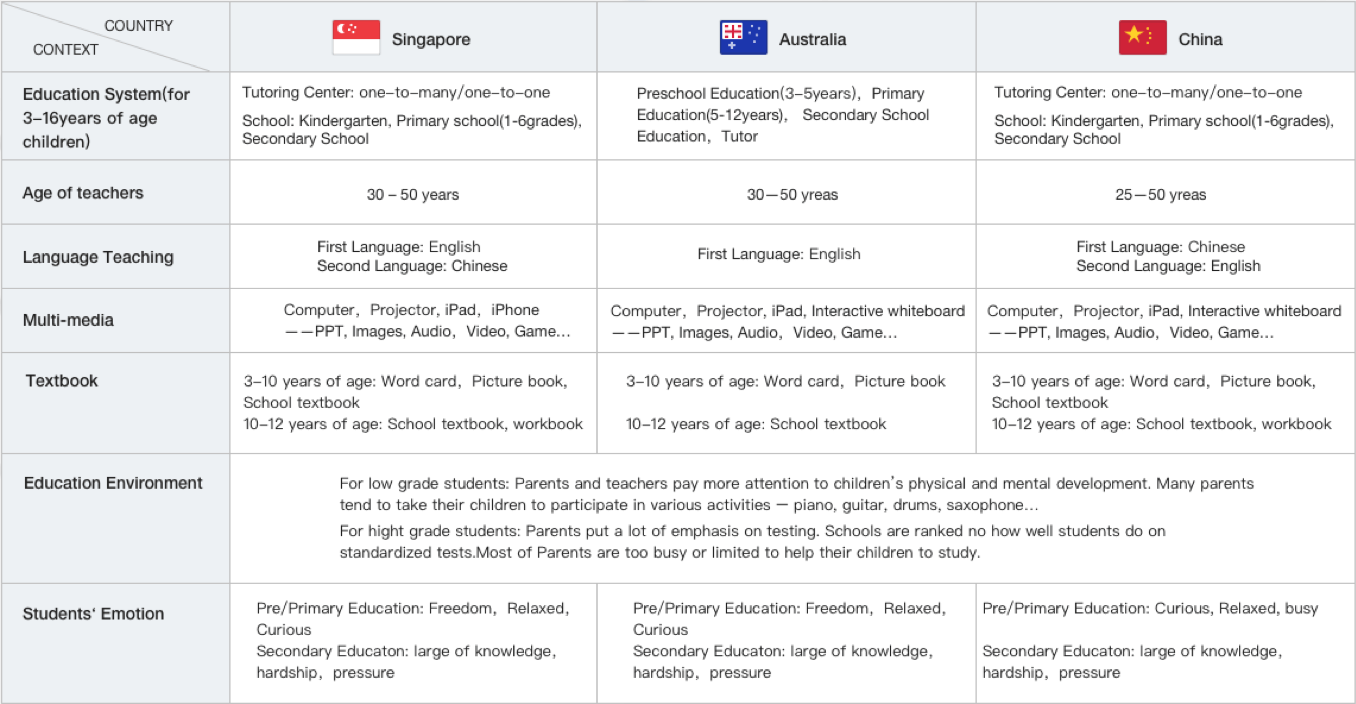 COUNTRY
CONTEXT
Singapore
Australia
China
Education System(for
3–16years of age
children)
Tutoring Center: one–to–many/one–to–one
School: Kindergarten, Primary school(1-6grades),
Secondary School
Preschool Education(3–5years)，Primary
Education(5-12years)， Secondary School
Education，Tutor
Tutoring Center: one–to–many/one–to–one
School: Kindergarten, Primary school(1-6grades),
Secondary School
Age of teachers
30 – 50 years
30—50 yreas
25—50 yreas
Language Teaching
First Language: English
Second Language: Chinese
First Language: English
First Language: Chinese
Second Language: English
Multi-media
Computer，Projector, iPad，iPhone
——PPT, Images, Audio，Video, Game…
Computer，Projector, iPad, Interactive whiteboard
——PPT, Images, Audio，Video, Game…
Computer，Projector, iPad, Interactive whiteboard
——PPT, Images, Audio，Video, Game…
Textbook
3–10 years of age: Word card，Picture book,
School textbook
10–12 years of age: School textbook, workbook
3–10 years of age: Word card，Picture book
10–12 years of age: School textbook
3–10 years of age: Word card，Picture book,
School textbook
10–12 years of age: School textbook, workbook
Education Environment
For low grade students: Parents and teachers pay more attention to children's physical and mental development. Many parents
tend to take their children to participate in various activities — piano, guitar, drums, saxophone…
For hight grade students: Parents put a lot of emphasis on testing. Schools are ranked no how well students do on
standardized tests.Most of Parents are too busy or limited to help their children to study.
Students‘ Emotion
Pre/Primary Education: Freedom，Relaxed,
Curious
Secondary Educaton: large of knowledge,
hardship，pressure
Pre/Primary Education: Freedom，Relaxed,
Curious
Secondary Educaton: large of knowledge,
hardship，pressure
Pre/Primary Education: Curious, Relaxed, busy
Secondary Educaton: large of knowledge,
hardship，pressure